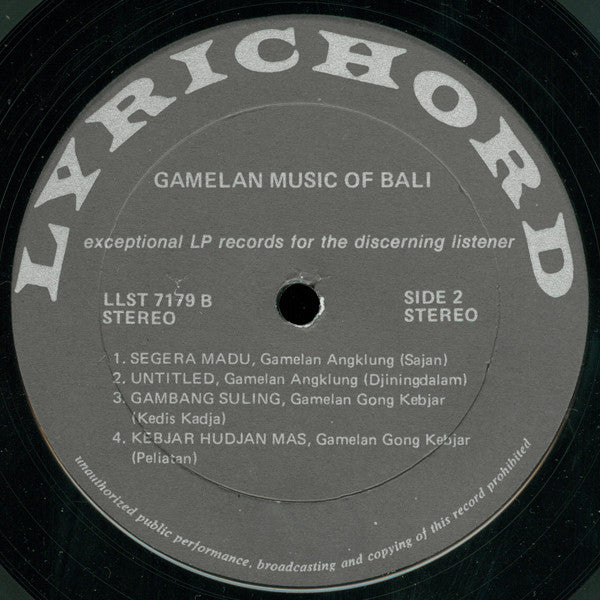 LYRICHORD
GAMELAN MUSIC OF BALI
exceptional LP records for the discerning listener
LLST 7179 B
STEREO
SIDE 2
STEREO
1. SEGERA MADU, Gamelan Angklung (Sajan)
2. UNTITLED, Gamelan Angklung (Djiningdalam)
3. GAMBANG SULING, Gamelan Gong Kebjar
(Kedis Kadja)
4. KEBJAR HUDJAN MAS, Gamelan Gong Kebjar
(Peliatan)
unauthorized public performance, broadcasting and copying of this record prohibited